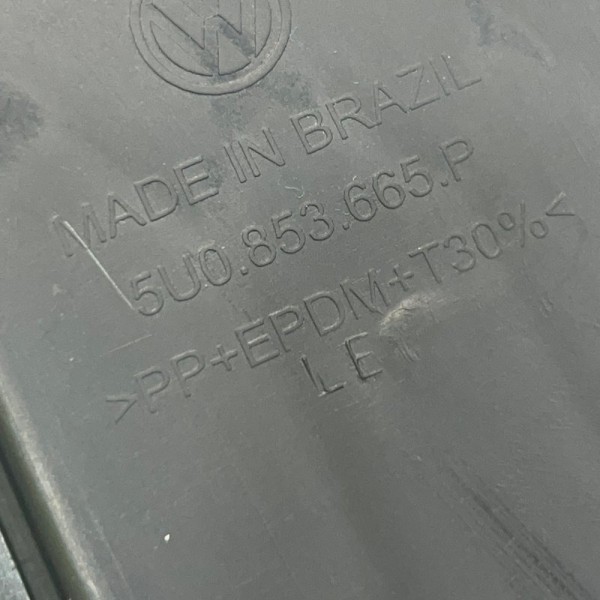 MADE IN BRAZIL
5U0.853.665.P
>PP+EPDM+T30%<